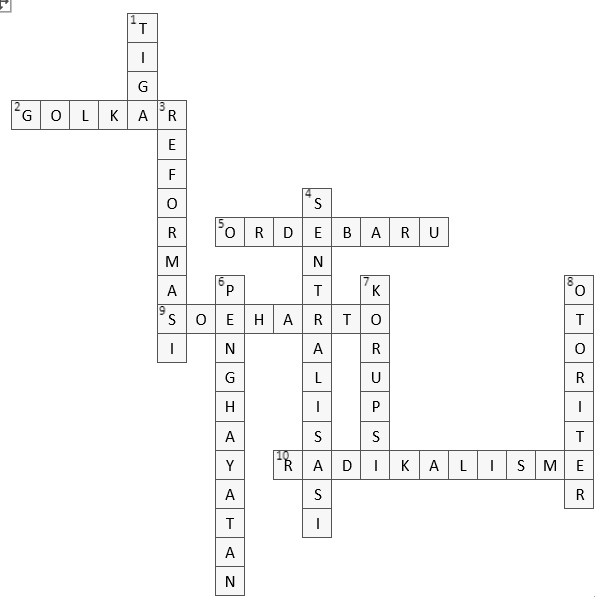 1 TIGA
2 GOLKAR
3 REFORMASI
4 SENTRALISASI
5 ORDEBARU
6 PENGHAYATAN
7 KORUPSI
8 OTORITER
9 SOEHARTO
10 RADIKALISME